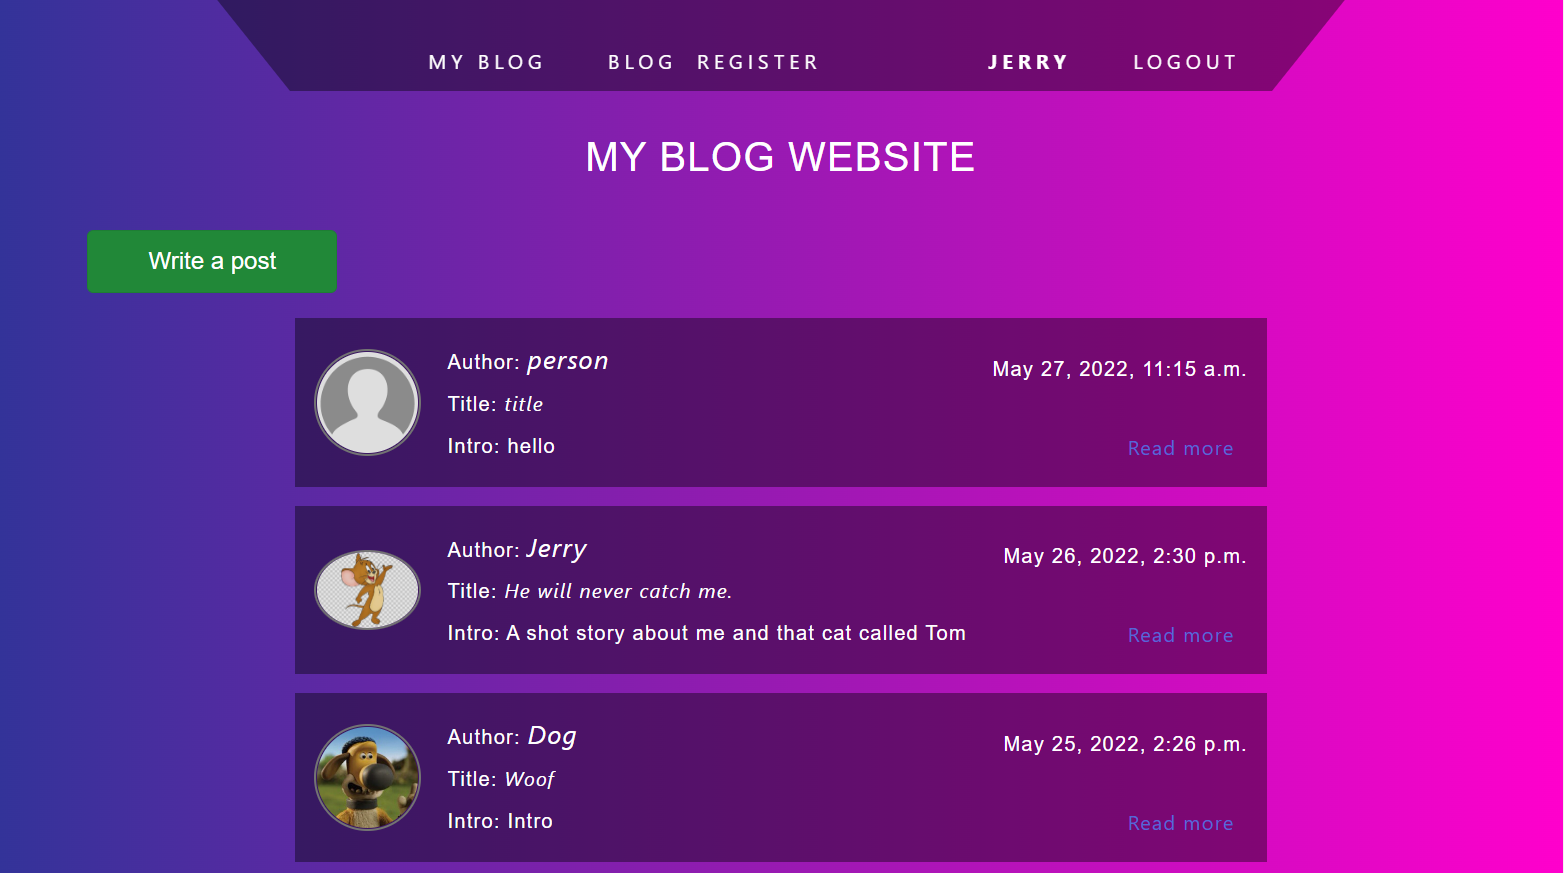 MY BLOG BLOG REGISTER JERRY LOGOUT
MY BLOG WEBSITE
Write a post
Author: person
May 27, 2022, 11:15 a.m.
Title: title
Intro: hello
Read more
Author: Jerry
May 26, 2022, 2:30 p.m.
Title: He will never catch me.
Intro: A shot story about me and that cat called Tom
Read more
Author: Dog
May 25, 2022, 2:26 p.m.
Title: Woof
Intro: Intro
Read more